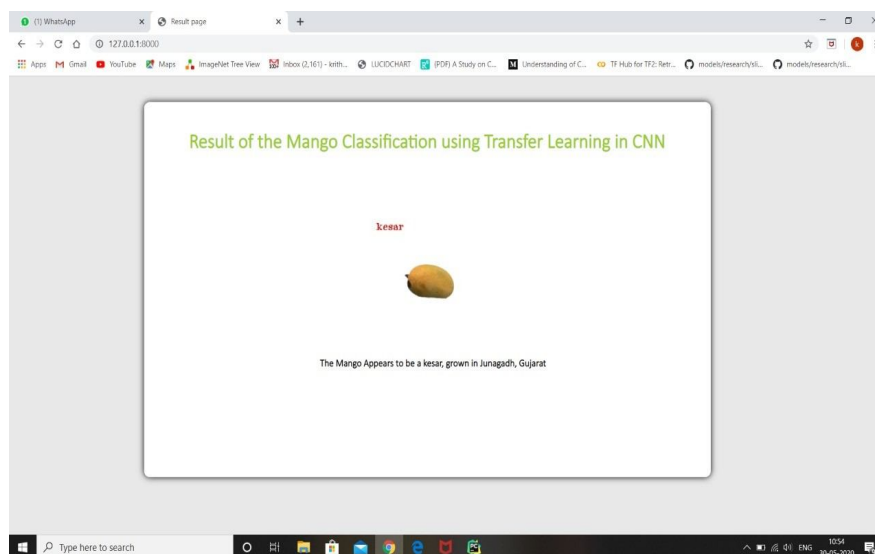 (1) WhatsApp
Result page
127.0.0.1:8000
Apps
Gmail
YouTube
Maps
ImageNet Tree View
Inbox (2,161) - krith...
LUCIDCHART
(PDF) A Study on C...
Understanding of C...
TF Hub for TF2: Retr...
models/research/sli...
models/research/sli...
Result of the Mango Classification using Transfer Learning in CNN
kesar
The Mango Appears to be a kesar, grown in Junagadh, Gujarat
Type here to search
ENG
10:54
30-05-2020